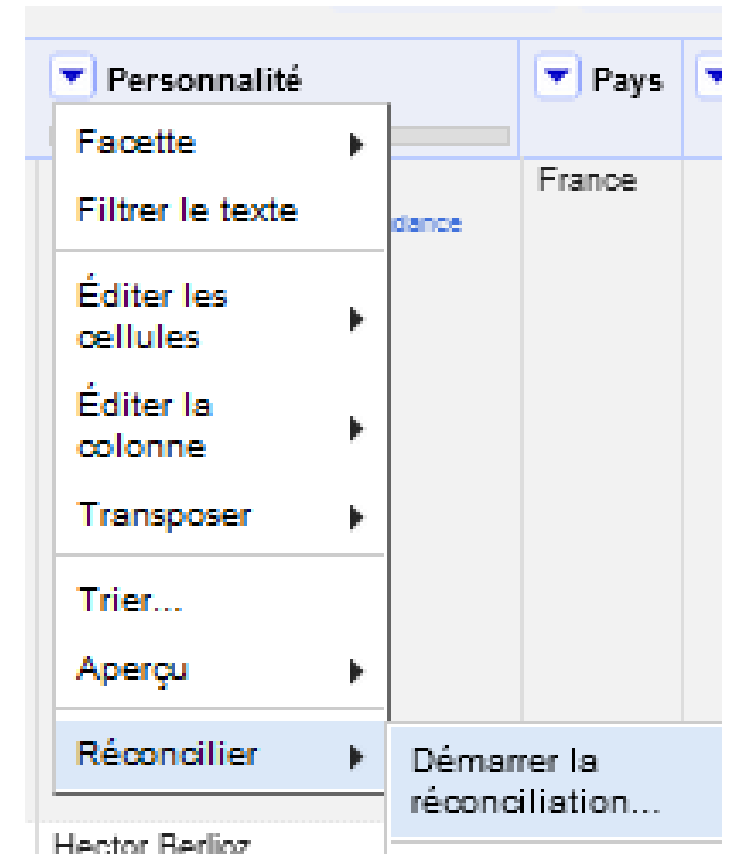 Personnalité
Pays
Facette
France
Filtrer le texte
dance
Éditer les
cellules
Éditer la
colonne
Transposer
Trier...
Aperçu
Réconcilier
Démarrer la
réconciliation...
Hector Berlioz